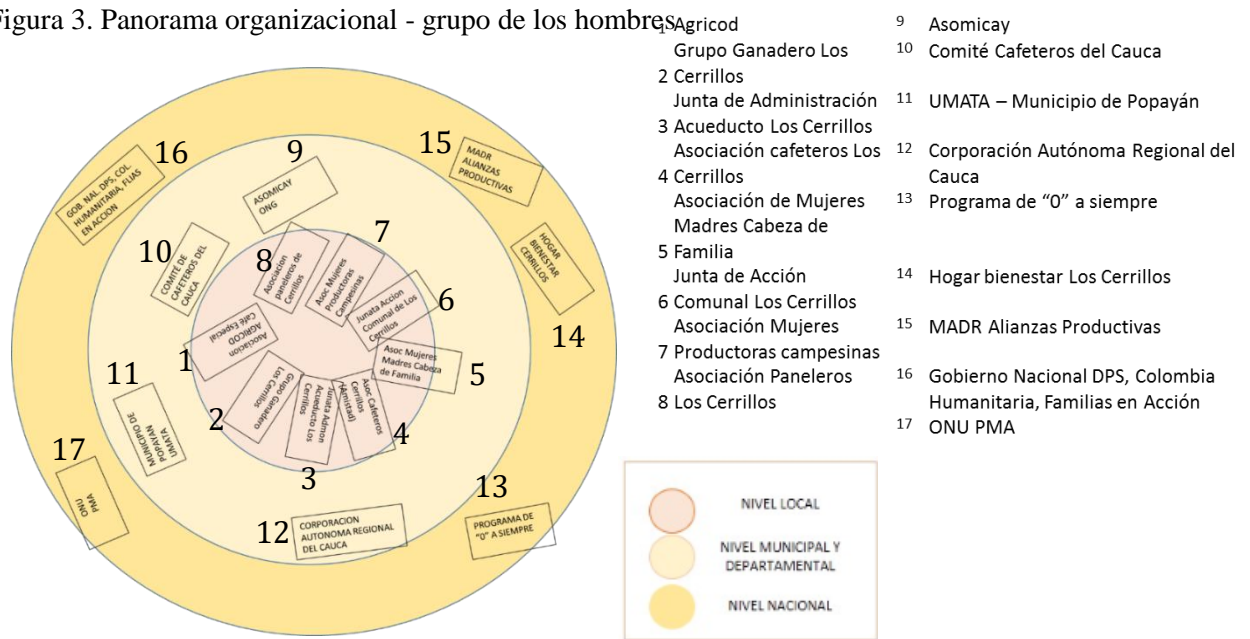 Figura 3. Panorama organizacional - grupo de los hombres
1 Agricod
Grupo Ganadero Los
2 Cerrillos
Junta de Administración
3 Acueducto Los Cerrillos
Asociación cafeteros Los
4 Cerrillos
Asociación de Mujeres
Madres Cabeza de
5 Familia
Junta de Acción
6 Comunal Los Cerrillos
Asociación Mujeres
7 Productoras campesinas
Asociación Paneleros
8 Los Cerrillos
9 Asomicay
10 Comité Cafeteros del Cauca
11 UMATA – Municipio de Popayán
12 Corporación Autónoma Regional del
Cauca
13 Programa de “0” a siempre
14 Hogar bienestar Los Cerrillos
15 MADR Alianzas Productivas
16 Gobierno Nacional DPS, Colombia
Humanitaria, Familias en Acción
17 ONU PMA
16
GOB. NAL. DPS, COL.
HUMANITARIA, FLIAS
EN ACCION
9
ASOMICAY
ONG
15
MADR
ALIANZAS
PRODUCTIVAS
10
COMITÉ DE
CAFETEROS DEL
CAUCA
8
Asociacion
paneleros de
Cerrillos
7
Asoc Mujeres
Productoras
Campesinas
6
Junata Accion
Comunal de Los
Cerrillos
HOGAR
BIENESTAR
CERRILLOS
14
1
Asociacion
AGRICOD
Café Especial
5
Asoc Mujeres
Madres Cabeza
de Familia
11
MUNICIPIO DE
POPAYAN
UMATA
2
Grupo Ganadero
Los Cerrillos
3
Junata Admon
Acueducto Los
Cerrillos
4
Asoc Cafeteros
Cerrillos
(Amistad)
17
ONU
PMA
12
CORPORACION
AUTONOMA REGIONAL
DEL CAUCA
13
PROGRAMA DE
“0” A SIEMPRE
NIVEL LOCAL
NIVEL MUNICIPAL Y
DEPARTAMENTAL
NIVEL NACIONAL